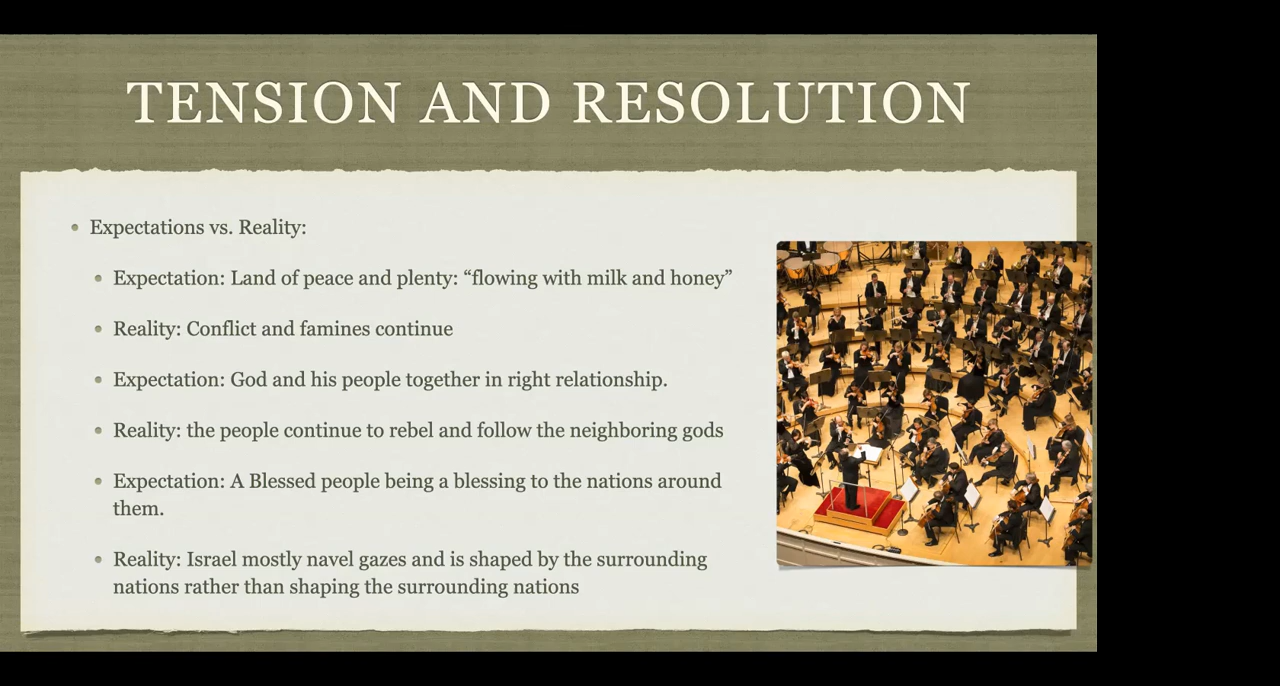 TENSION AND RESOLUTION
Expectations vs. Reality:
Expectation: Land of peace and plenty: “flowing with milk and honey”
Reality: Conflict and famines continue
Expectation: God and his people together in right relationship.
Reality: the people continue to rebel and follow the neighboring gods
Expectation: A Blessed people being a blessing to the nations around
them.
Reality: Israel mostly navel gazes and is shaped by the surrounding
nations rather than shaping the surrounding nations